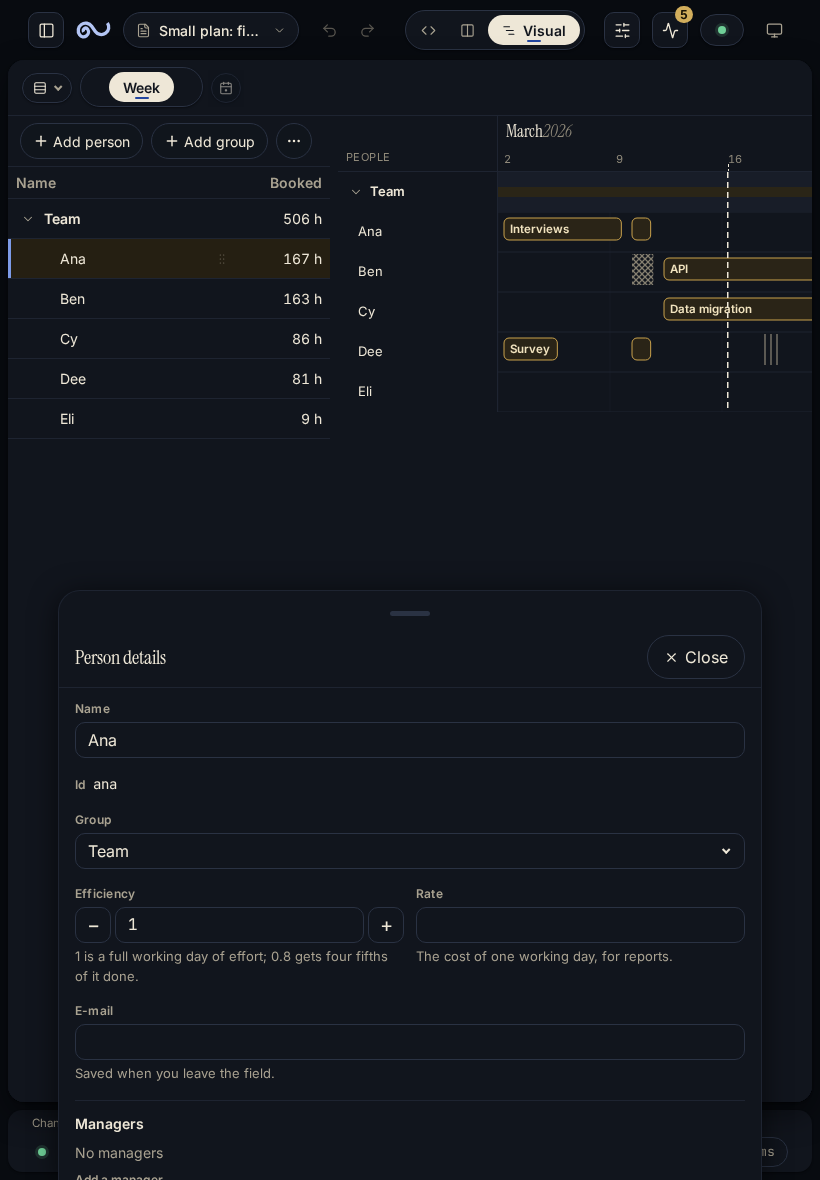 Small plan: fi...
Visual
5
Week
Add person
Add group
March 2026
PEOPLE
2
9
16
Name
Booked
Team
506 h
Team
Ana
167 h
Ana
Interviews
Ben
163 h
Ben
API
Cy
86 h
Cy
Data migration
Dee
81 h
Dee
Survey
Eli
9 h
Eli
Person details
Close
Name
Ana
Id ana
Group
Team
Efficiency
Rate
1
1 is a full working day of effort; 0.8 gets four fifths
of it done.
The cost of one working day, for reports.
E-mail
Saved when you leave the field.
Managers
No managers
Add a manager